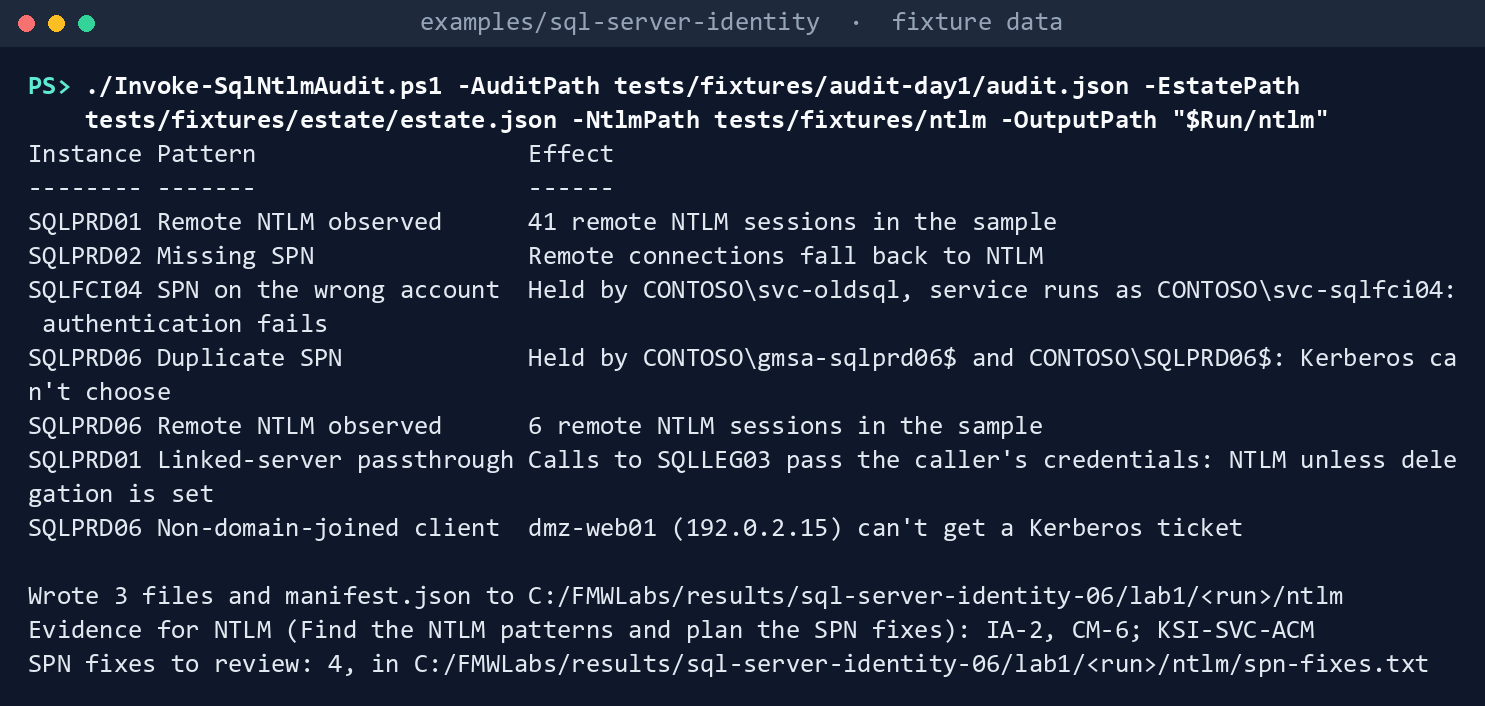 examples/sql-server-identity · fixture data
PS> ./Invoke-SqlNtlmAudit.ps1 -AuditPath tests/fixtures/audit-day1/audit.json -EstatePath
tests/fixtures/estate/estate.json -NtlmPath tests/fixtures/ntlm -OutputPath "$Run/ntlm"
Instance Pattern                   Effect
-------- -------                   ------
SQLPRD01 Remote NTLM observed      41 remote NTLM sessions in the sample
SQLPRD02 Missing SPN               Remote connections fall back to NTLM
SQLFCI04 SPN on the wrong account  Held by CONTOSO\svc-oldsql, service runs as CONTOSO\svc-sqlfci04:
 authentication fails
SQLPRD06 Duplicate SPN             Held by CONTOSO\gmsa-sqlprd06$ and CONTOSO\SQLPRD06$: Kerberos ca
n't choose
SQLPRD06 Remote NTLM observed      6 remote NTLM sessions in the sample
SQLPRD01 Linked-server passthrough Calls to SQLLEG03 pass the caller's credentials: NTLM unless dele
gation is set
SQLPRD06 Non-domain-joined client  dmz-web01 (192.0.2.15) can't get a Kerberos ticket
Wrote 3 files and manifest.json to C:/FMWLabs/results/sql-server-identity-06/lab1/<run>/ntlm
Evidence for NTLM (Find the NTLM patterns and plan the SPN fixes): IA-2, CM-6; KSI-SVC-ACM
SPN fixes to review: 4, in C:/FMWLabs/results/sql-server-identity-06/lab1/<run>/ntlm/spn-fixes.txt